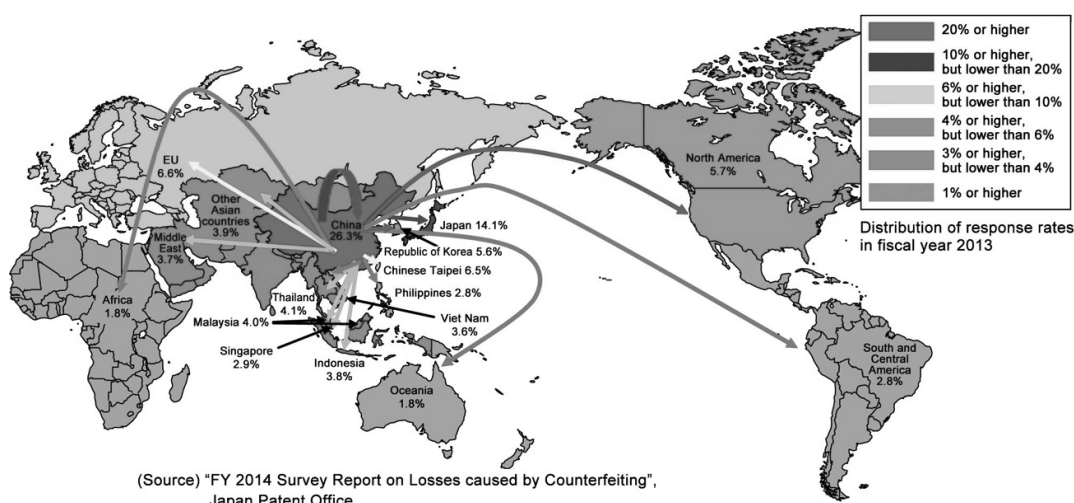 20% or higher
10% or higher,
but lower than 20%
6% or higher,
but lower than 10%
4% or higher,
but lower than 6%
3% or higher,
but lower than 4%
1% or higher
Distribution of response rates
in fiscal year 2013
EU
6.6%
Other
Asian
countries
3.9%
Middle
East
3.7%
Africa
1.8%
China
26.3%
Japan 14.1%
Republic of Korea 5.6%
Chinese Taipei 6.5%
Philippines 2.8%
Thailand
4.1%
Viet Nam
3.6%
Malaysia 4.0%
Singapore
2.9%
Indonesia
3.8%
Oceania
1.8%
North America
5.7%
South and
Central
America
2.8%
(Source) “FY 2014 Survey Report on Losses caused by Counterfeiting”,
Japan Patent Office